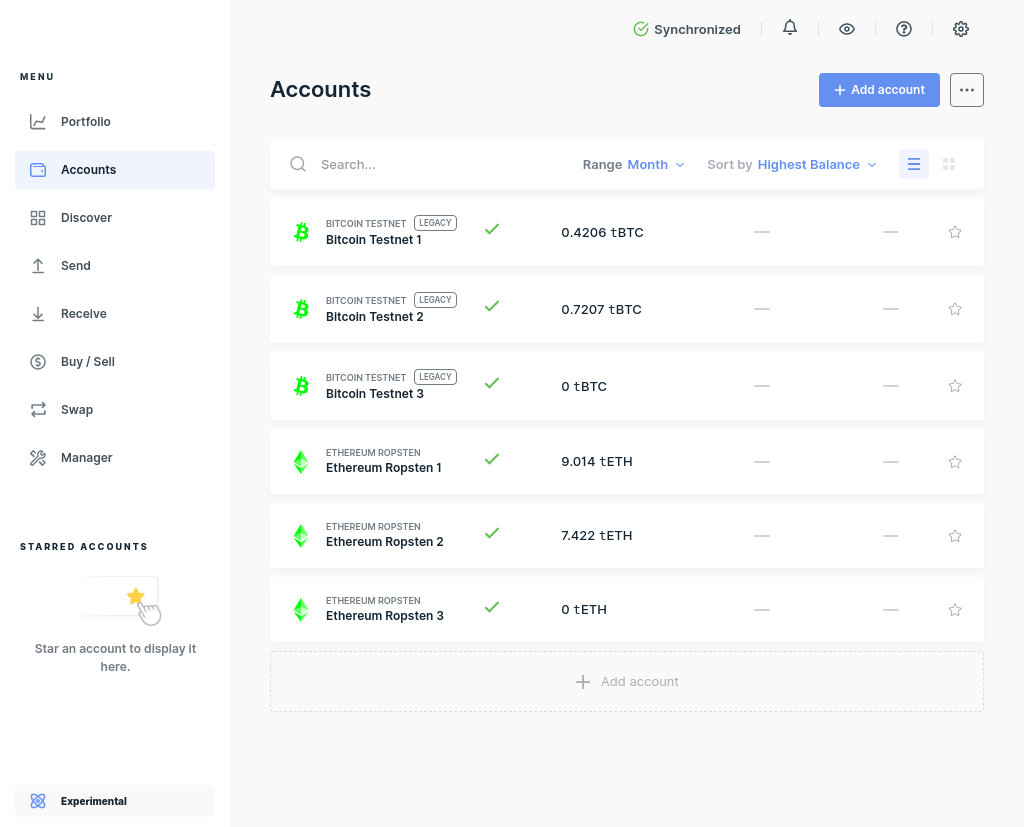 Synchronized
MENU
Portfolio
Accounts
Discover
Send
Receive
Buy / Sell
Swap
Manager
STARRED ACCOUNTS
Star an account to display it
here.
Experimental
Accounts
Add account
Search...
Range Month
Sort by Highest Balance
BITCOIN TESTNET LEGACY
Bitcoin Testnet 1
0.4206 tBTC
BITCOIN TESTNET LEGACY
Bitcoin Testnet 2
0.7207 tBTC
BITCOIN TESTNET LEGACY
Bitcoin Testnet 3
0 tBTC
ETHEREUM ROPSTEN
Ethereum Ropsten 1
9.014 tETH
ETHEREUM ROPSTEN
Ethereum Ropsten 2
7.422 tETH
ETHEREUM ROPSTEN
Ethereum Ropsten 3
0 tETH
Add account